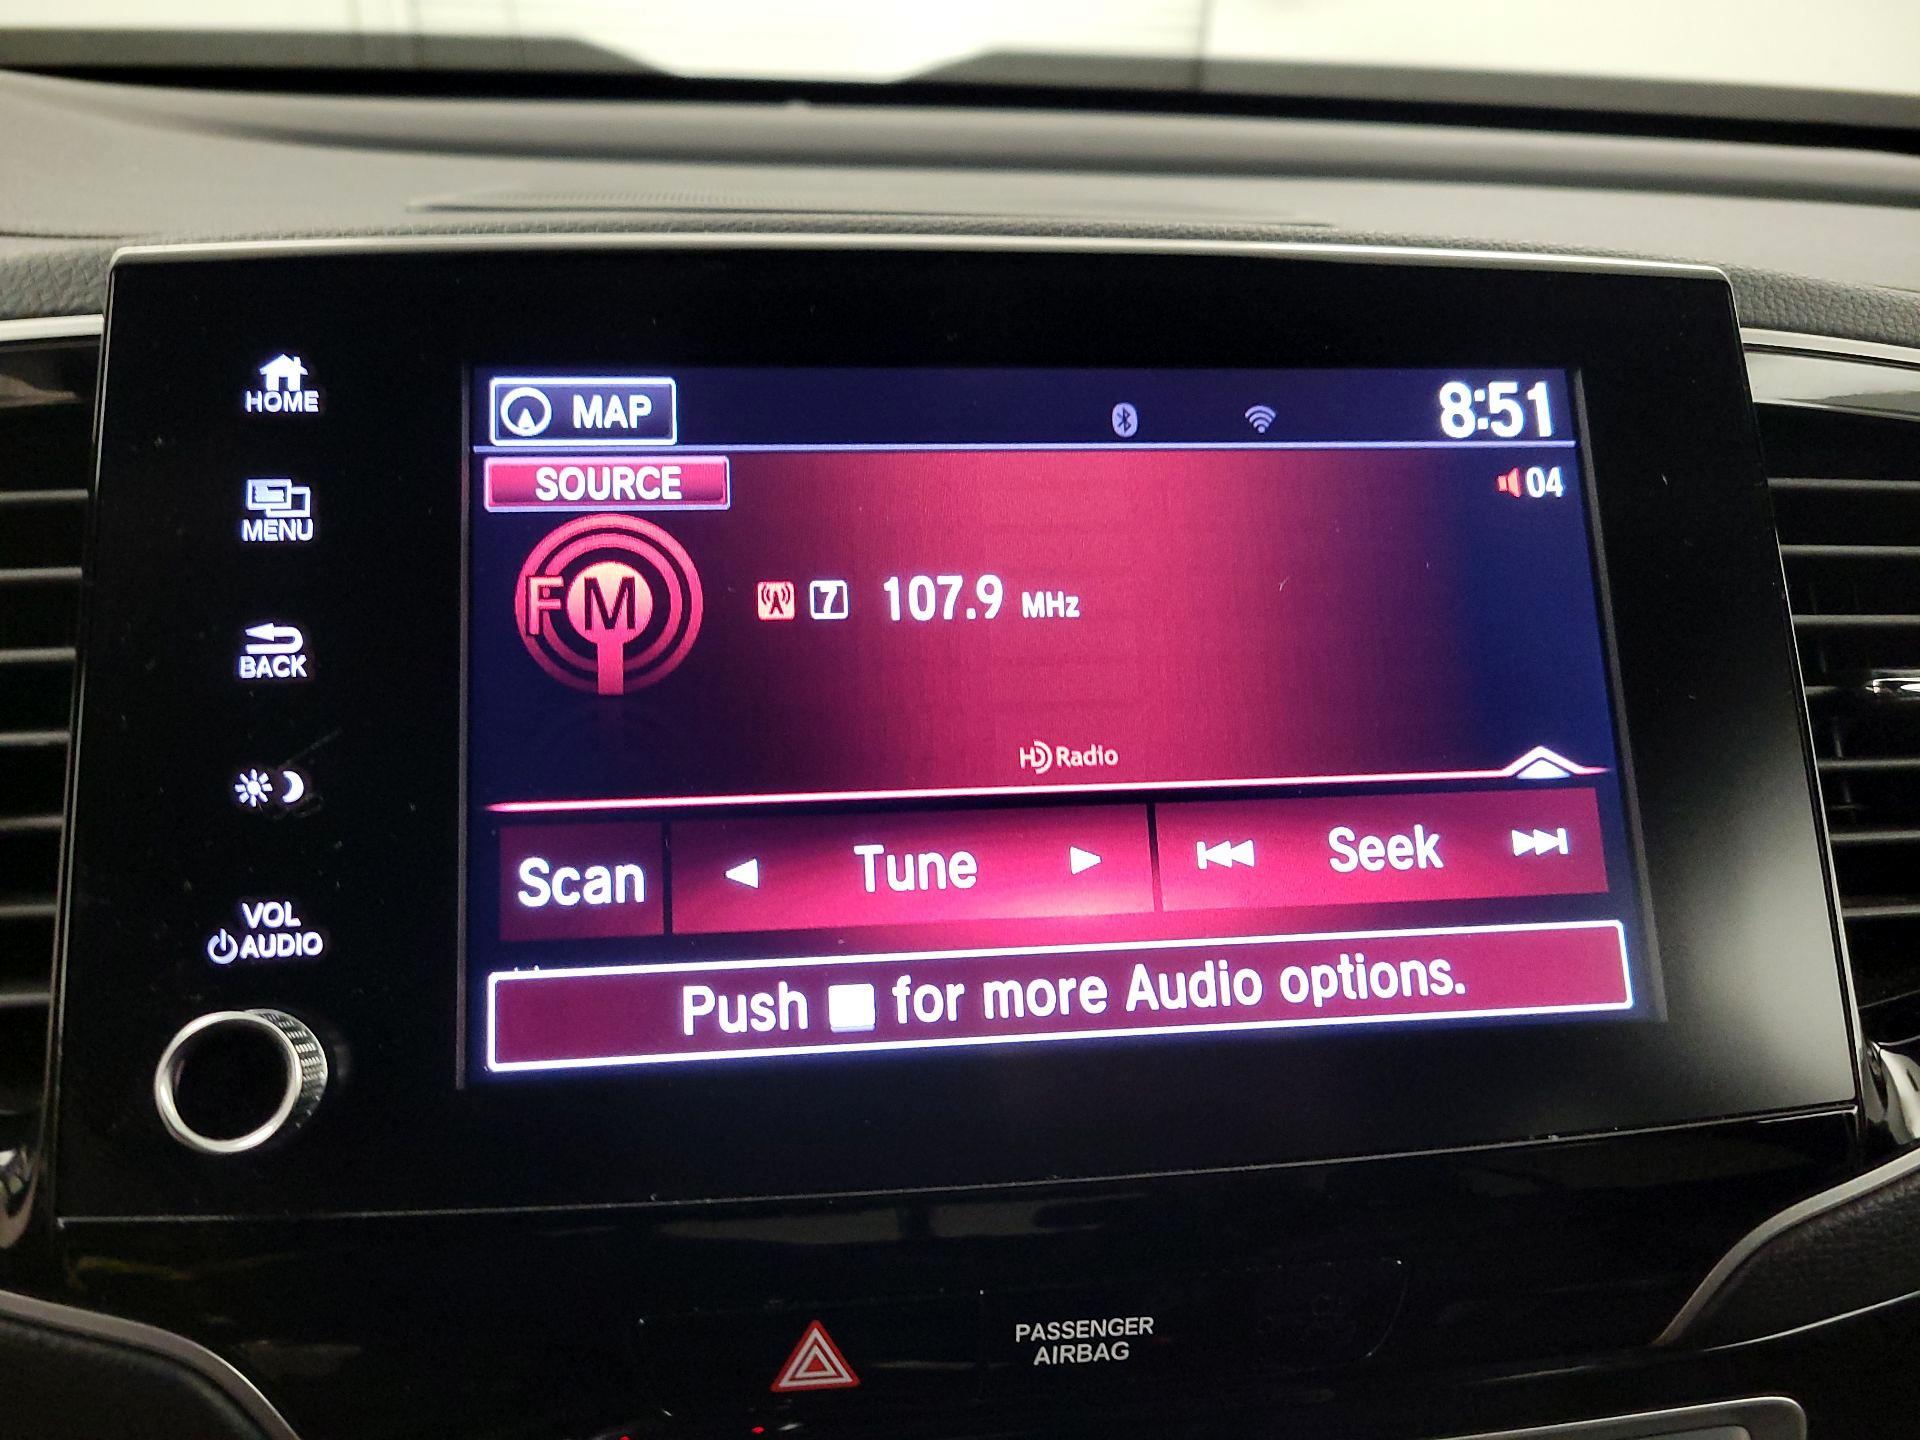 HOME
MENU
BACK
VOL
AUDIO
MAP
8:51
SOURCE
04
FM
7 107.9 MHz
HD Radio
Scan
Tune
Seek
Push for more Audio options.
PASSENGER
AIRBAG